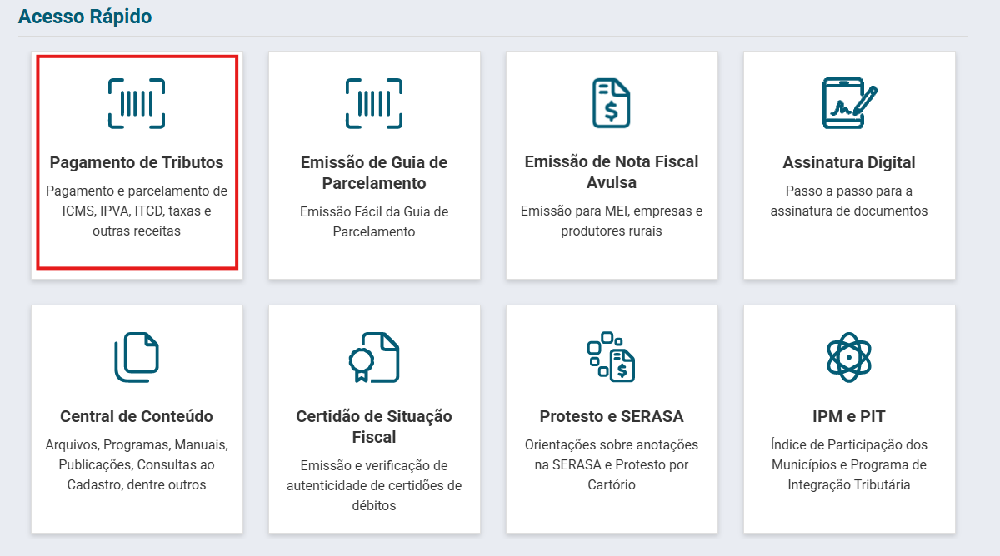 Acesso Rápido
Pagamento de Tributos
Pagamento e parcelamento de
ICMS, IPVA, ITCD, taxas e
outras receitas
Emissão de Guia de
Parcelamento
Emissão Fácil da Guia de
Parcelamento
Emissão de Nota Fiscal
Avulsa
Emissão para MEI, empresas e
produtores rurais
Assinatura Digital
Passo a passo para a
assinatura de documentos
Central de Conteúdo
Arquivos, Programas, Manuais,
Publicações, Consultas ao
Cadastro, dentre outros
Certidão de Situação
Fiscal
Emissão e verificação de
autenticidade de certidões de
débitos
Protesto e SERASA
Orientações sobre anotações
na SERASA e Protesto por
Cartório
IPM e PIT
Índice de Participação dos
Municípios e Programa de
Integração Tributária